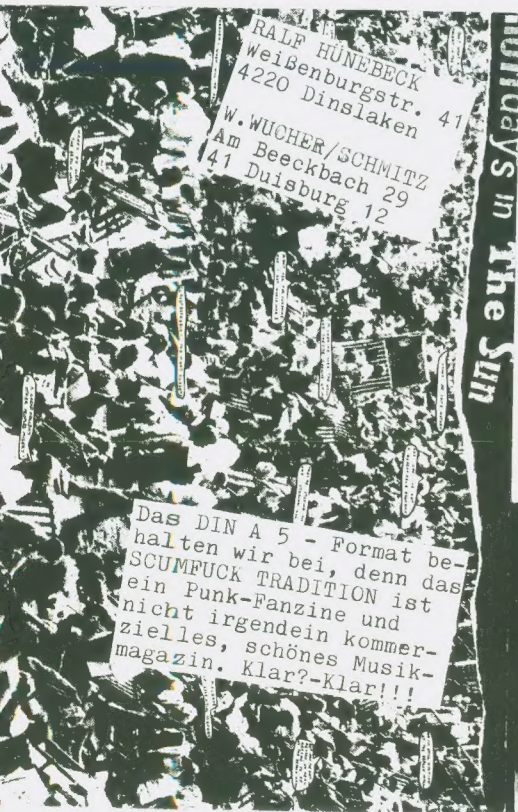 RALF HÜNEBECK
Weißenburgstr. 41
4220 Dinslaken
W.WUCHER/SCHMITZ
Am Beeckbach 29
41 Duisburg 12
Holidays in The Sun
Das DIN A 5 - Format be-
halten wir bei, denn das
SCUMFUCK TRADITION ist
ein Punk-Fanzine und
nicht irgendein kommer-
zielles, schönes Musik-
magazin. Klar?-Klar!!!